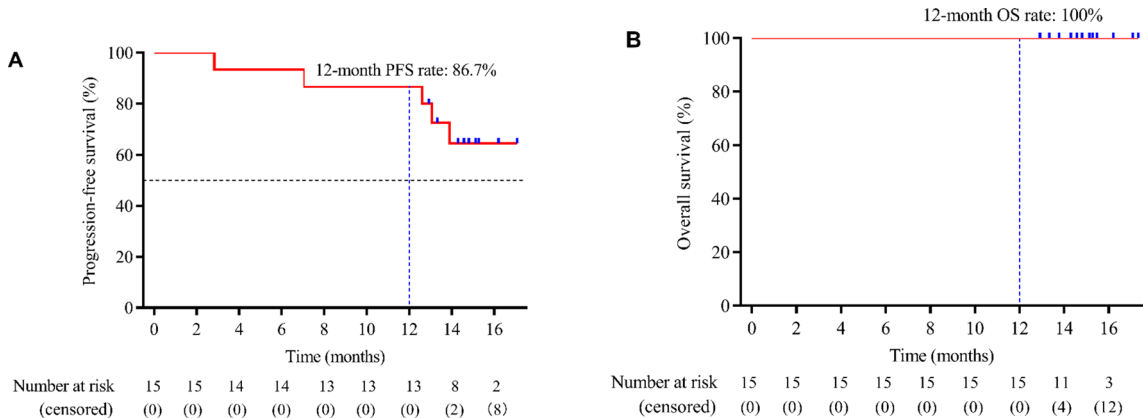 A
12-month PFS rate: 86.7%
Progression-free survival (%)
100
80
60
40
20
0
0 2 4 6 8 10 12 14 16
Time (months)
Number at risk 15 15 14 14 13 13 13 8 2
(censored) (0) (0) (0) (0) (0) (0) (0) (2) (8)
B
12-month OS rate: 100%
Overall survival (%)
100
80
60
40
20
0
0 2 4 6 8 10 12 14 16
Time (months)
Number at risk 15 15 15 15 15 15 15 11 3
(censored) (0) (0) (0) (0) (0) (0) (0) (4) (12)